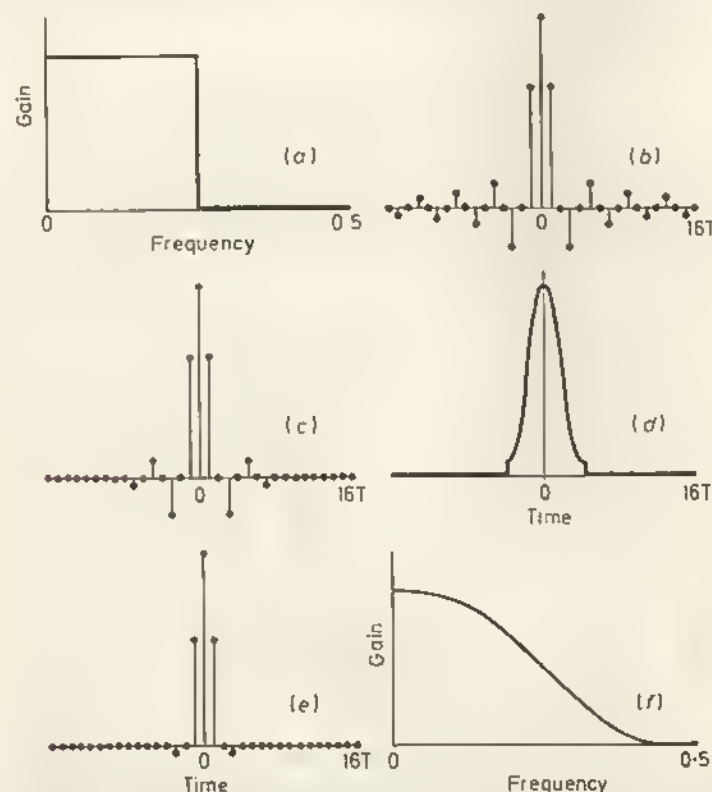 Gain
(a)
0
0.5
Frequency
(b)
0
16T
(c)
0
16T
(d)
0
16T
Time
(e)
0
16T
Time
Gain
(f)
0
0.5
Frequency